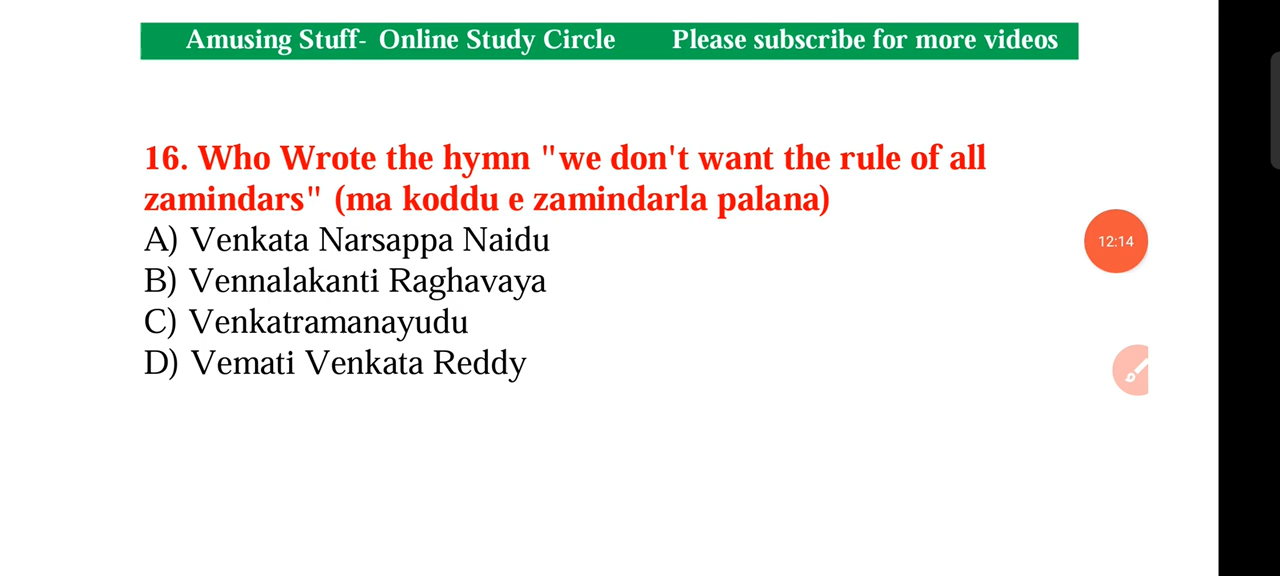 Amusing Stuff- Online Study Circle Please subscribe for more videos
16. Who Wrote the hymn "we don't want the rule of all
zamindars" (ma koddu e zamindarla palana)
A) Venkata Narsappa Naidu
B) Vennalakanti Raghavaya
C) Venkatramanayudu
D) Vemati Venkata Reddy
12:14